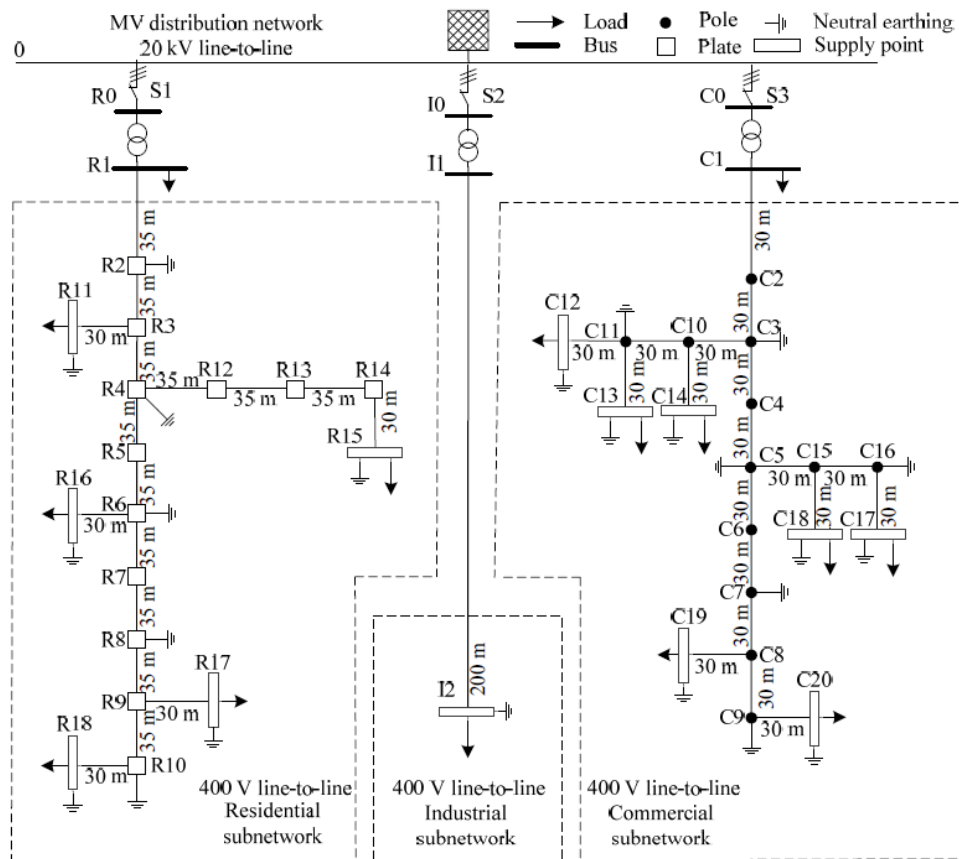 MV distribution network
20 kV line-to-line
0
Load
Bus
Pole
Plate
Neutral earthing
Supply point
R0
S1
R1
I0
S2
I1
C0
S3
C1
35 m
R2
35 m
R11
30 m
R3
35 m
R4
35 m
R12
35 m
R13
35 m
R14
30 m
R15
35 m
R5
35 m
R16
30 m
R6
35 m
R7
35 m
R8
35 m
R17
R9
30 m
35 m
R18
30 m
R10
400 V line-to-line
Residential
subnetwork
200 m
I2
400 V line-to-line
Industrial
subnetwork
30 m
C2
30 m
C12
30 m
C11
30 m
C10
30 m
C3
30 m
C13
30 m
C14
30 m
C4
30 m
C5
30 m
C15
30 m
C16
30 m
C18
30 m
C17
30 m
C6
30 m
C7
30 m
C19
30 m
C8
30 m
C20
C9
30 m
400 V line-to-line
Commercial
subnetwork